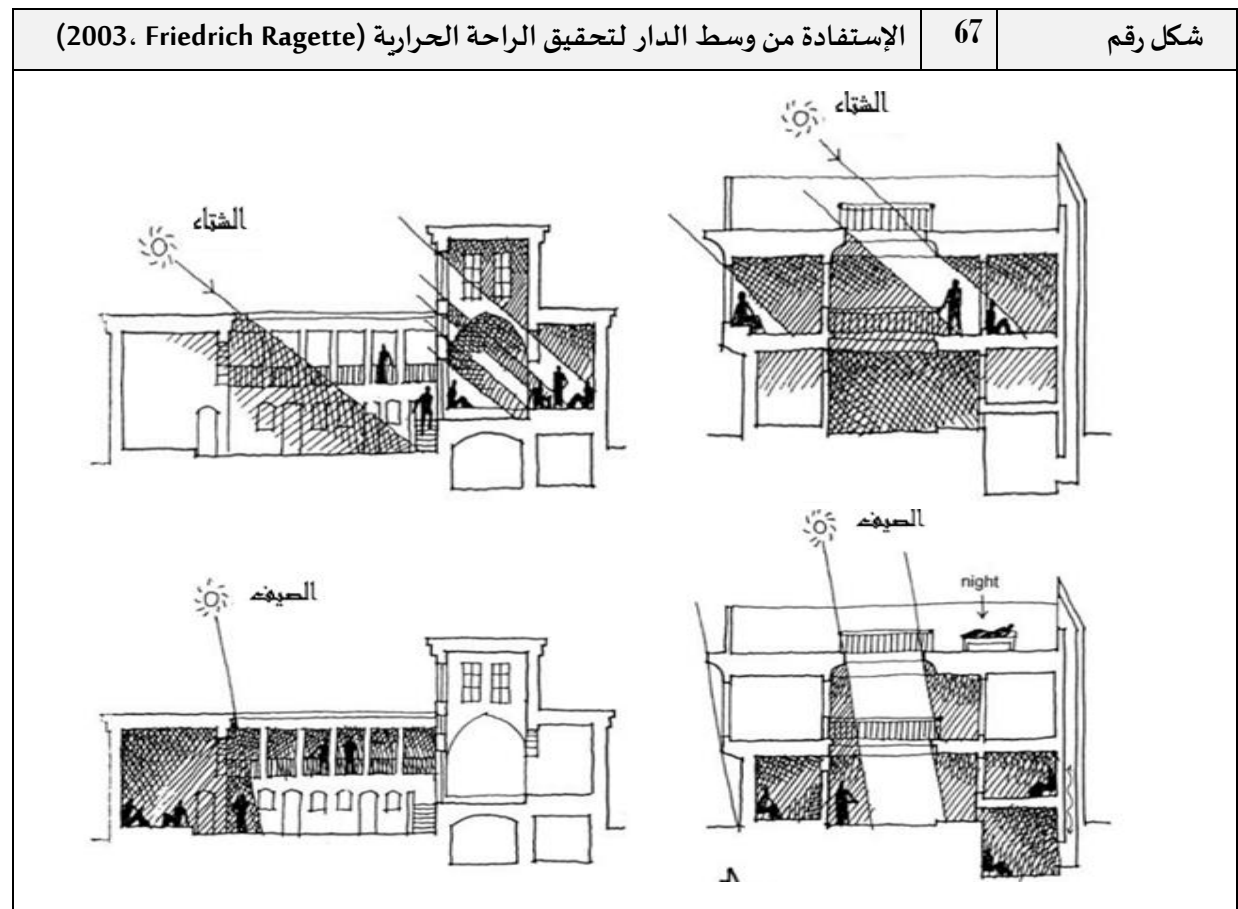 شكل رقم 67 الإستفادة من وسط الدار لتحقيق الراحة الحرارية (Friedrich Ragette ،2003)
الشتاء
الشتاء
الصيف
night
الصيف